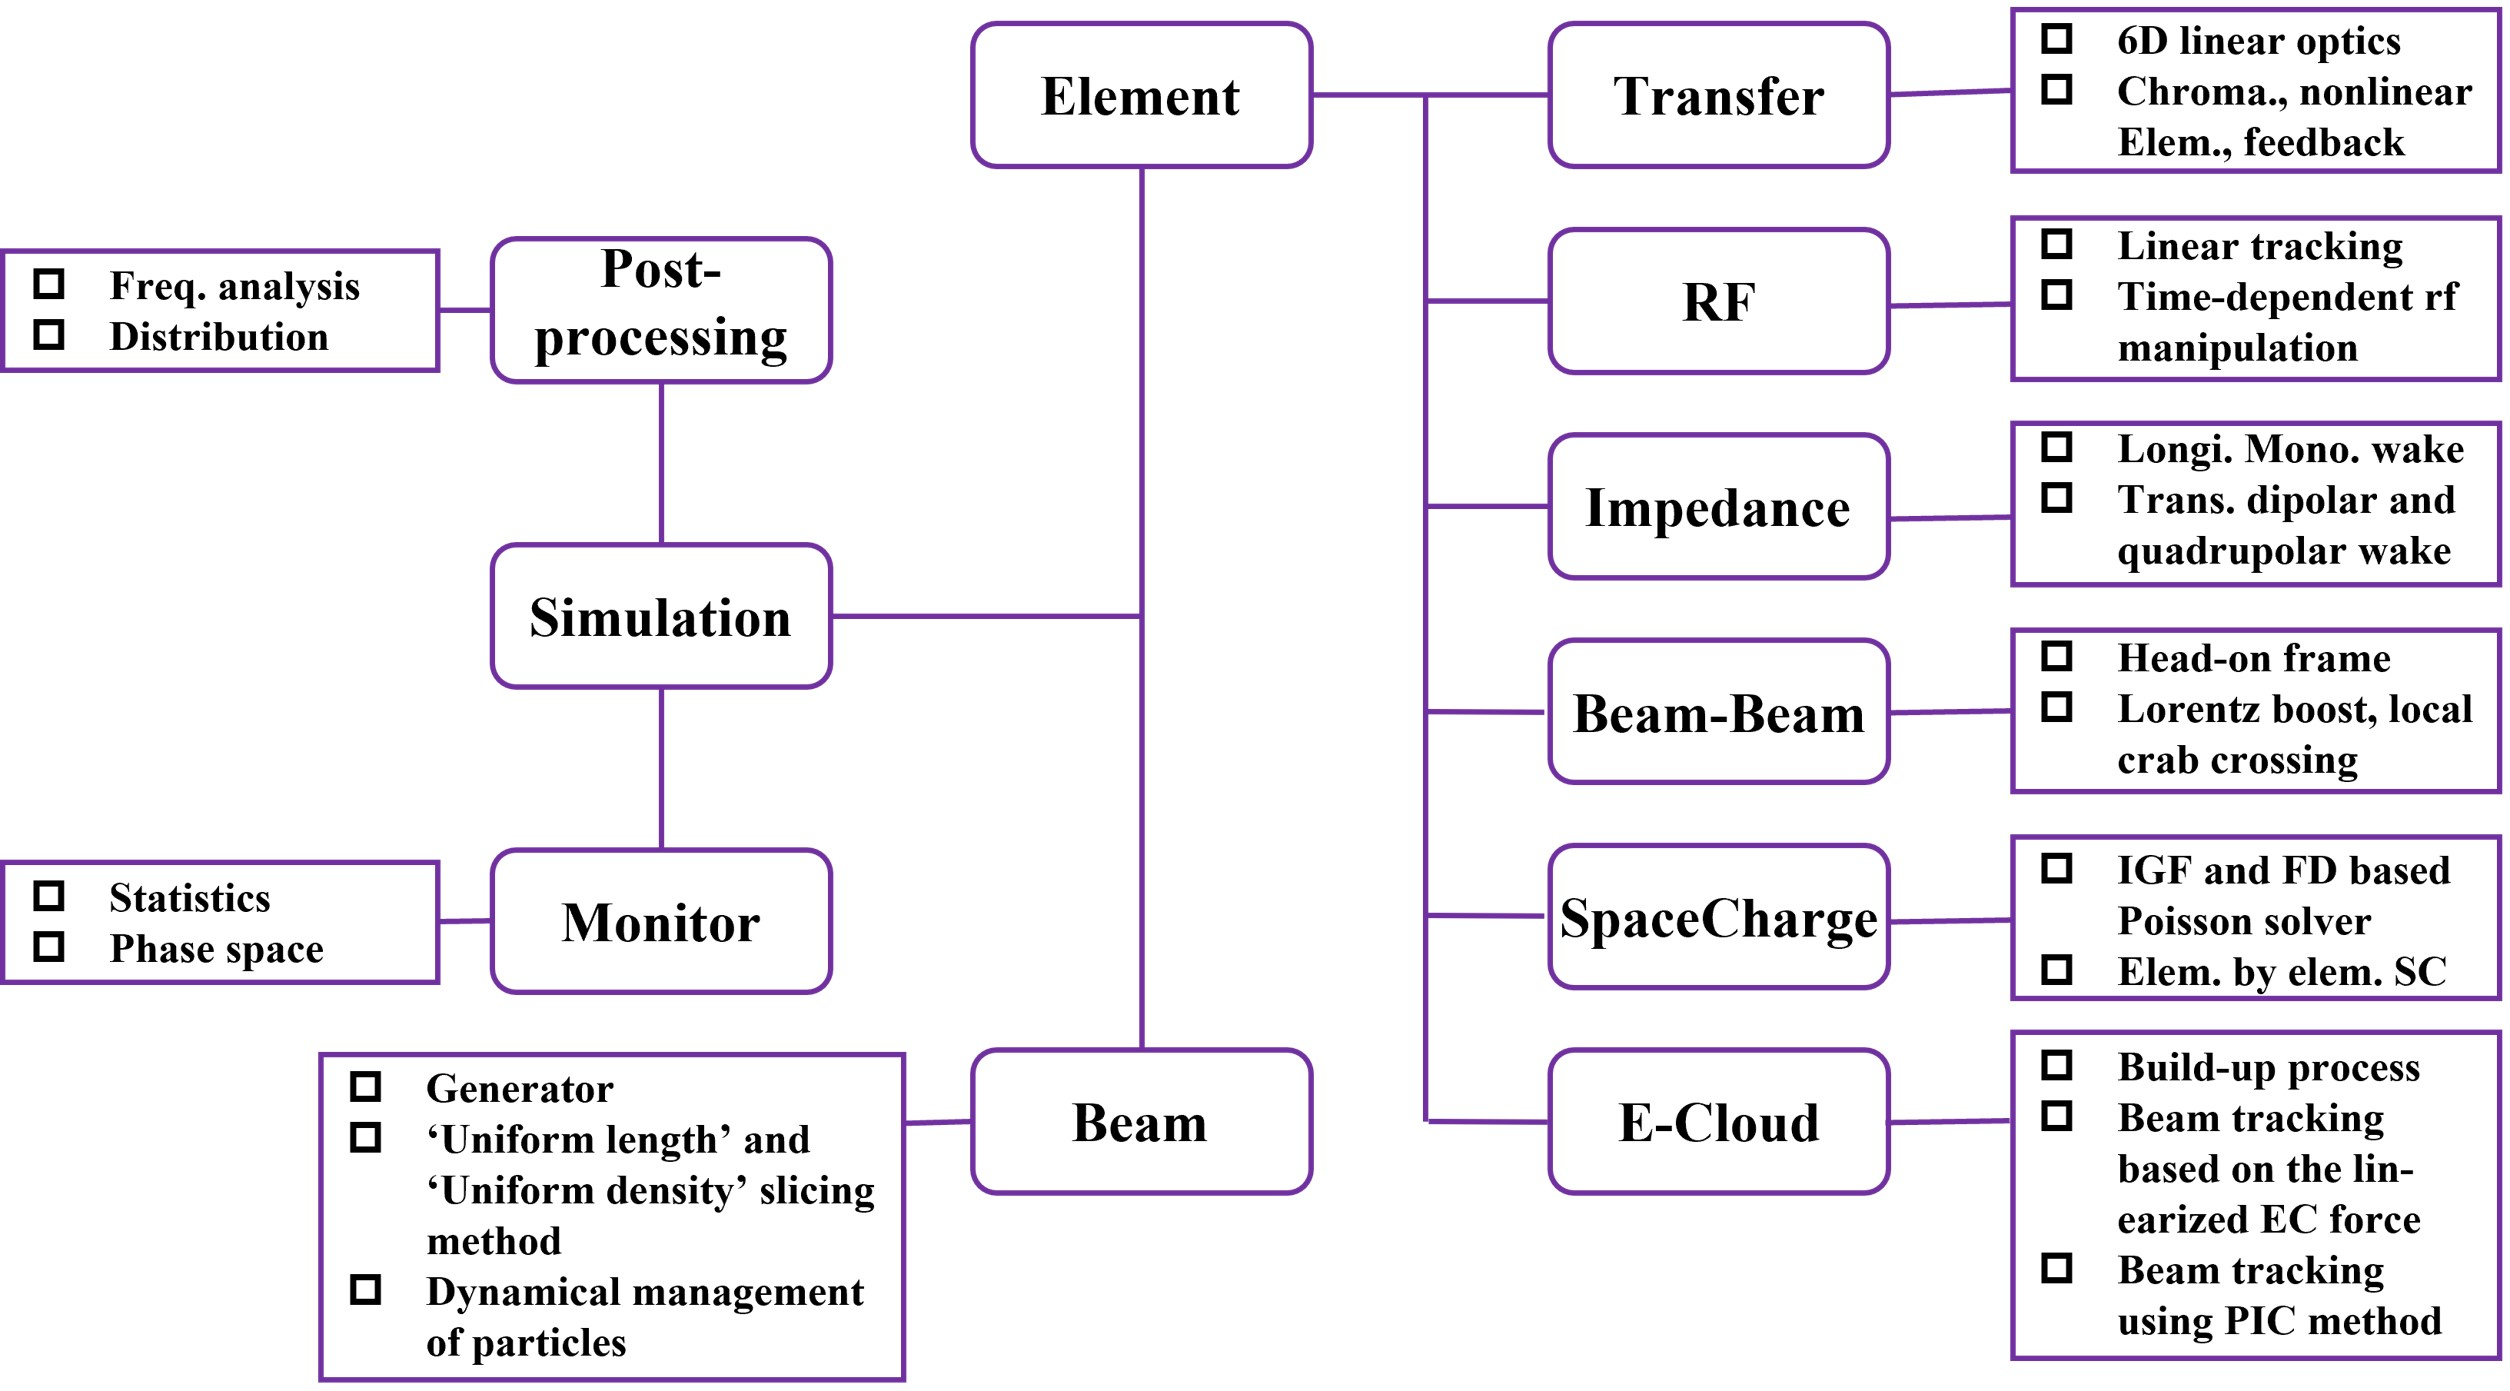 Element
Transfer
6D linear optics
Chroma., nonlinear
Elem., feedback
Post-
processing
Freq. analysis
Distribution
RF
Linear tracking
Time-dependent rf
manipulation
Impedance
Longi. Mono. wake
Trans. dipolar and
quadrupolar wake
Simulation
Beam-Beam
Head-on frame
Lorentz boost, local
crab crossing
Monitor
Statistics
Phase space
SpaceCharge
IGF and FD based
Poisson solver
Elem. by elem. SC
Beam
Generator
‘Uniform length’ and
‘Uniform density’ slicing
method
Dynamical management
of particles
E-Cloud
Build-up process
Beam tracking
based on the lin-
earized EC force
Beam tracking
using PIC method